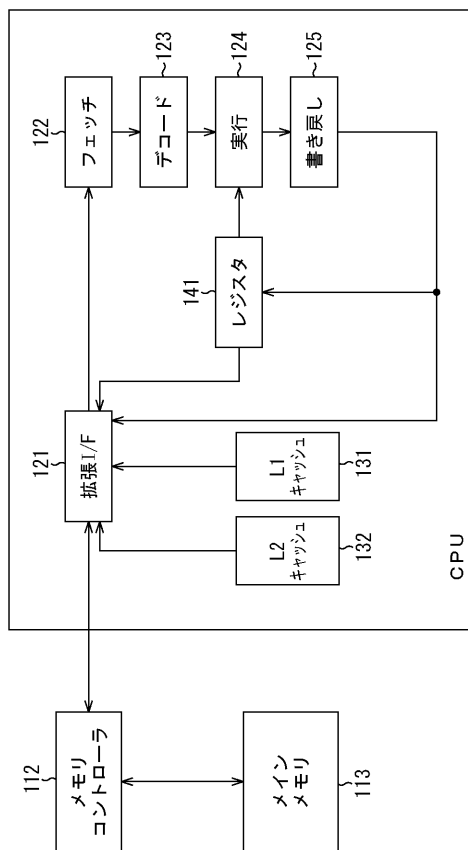 112
メモリ
コントローラ
メイン
メモリ
113
121
拡張I/F
122
フェッチ
123
デコード
124
実行
125
書き戻し
141
レジスタ
L1
キャッシュ
131
L2
キャッシュ
132
CPU